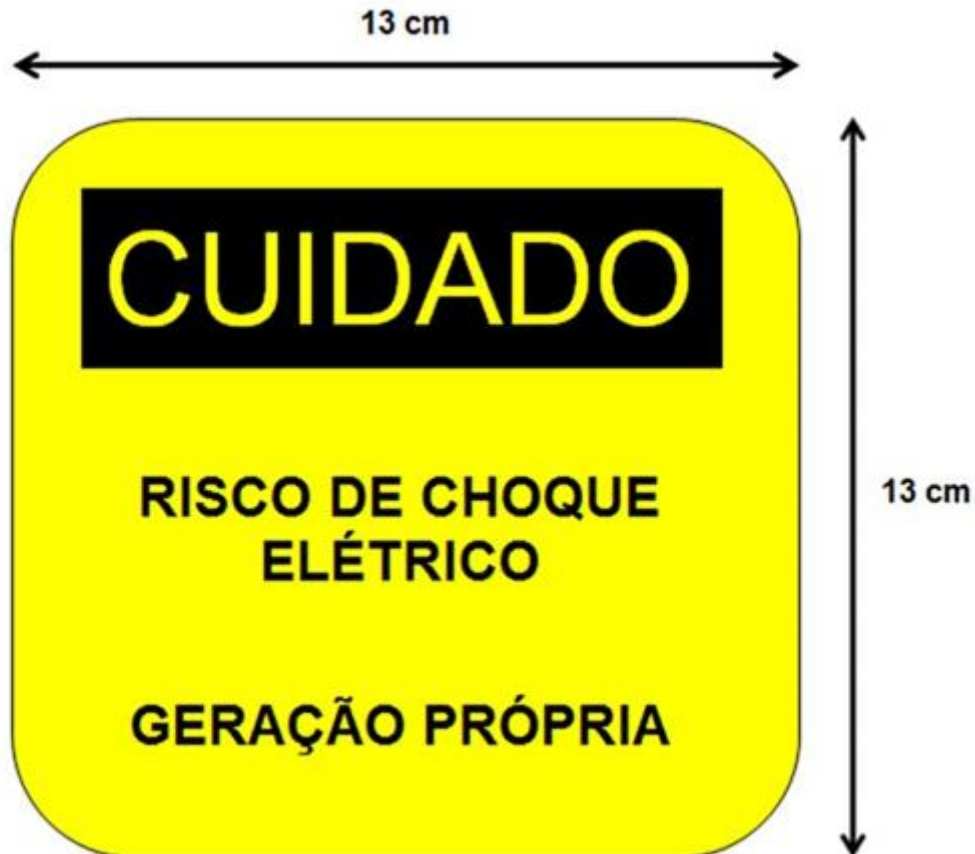 13 cm
CUIDADO
RISCO DE CHOQUE
ELÉTRICO
13 cm
GERAÇÃO PRÓPRIA